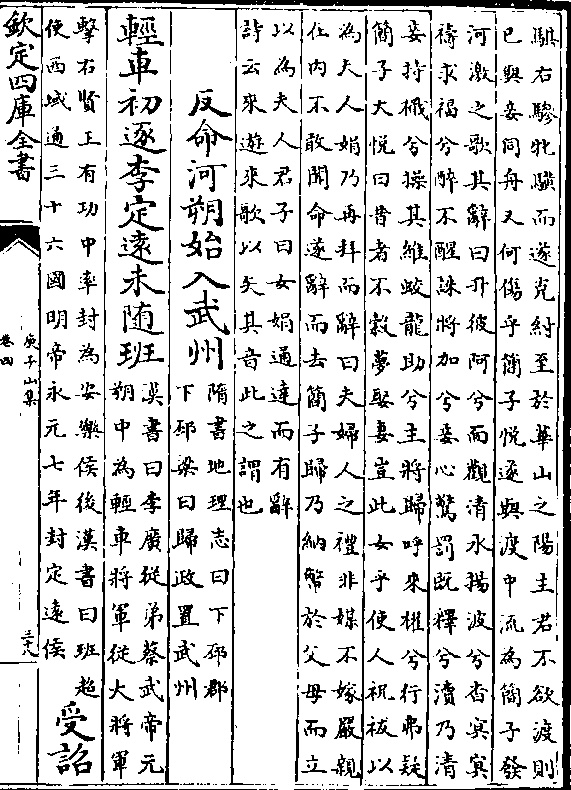 騏右驂牝驥而遂克紂至於華山之陽主君不欲渡則
已與妾同舟又何傷乎簡子悦遂與渡中流為簡子發
河激之歌其辭曰升彼阿兮而觀清水揚波兮杳冥冥
禱求福兮醉不醒誅將加兮妾心驚罰既釋兮瀆乃清
妾持檝兮操其維蛟龍助兮主將歸呼來櫂兮行弗疑
簡子大悦曰昔者不穀夢娶妻豈此女乎使人祝祓以
為夫人娟乃再拜而辭曰夫婦人之禮非媒不嫁嚴親
在内不敢聞命遂辭而去簡子歸乃納幣於父母而立
以為夫人君子曰女娟通達而有辭
詩云來遊來歌以矢其音此之謂也
反命河朔始入武州
隋書地理志曰下邳郡
下邳梁曰歸政置武州
輕車初逐李定遠未随班
漢書曰李廣從弟蔡武帝元
朔中為輕車將軍從大將軍
擊右賢王有功中率封為安樂侯後漢書曰班超
使西域通三十六國明帝永元七年封定遠侯
受詔
欽定四庫全書
庾子山集
卷四
三十八